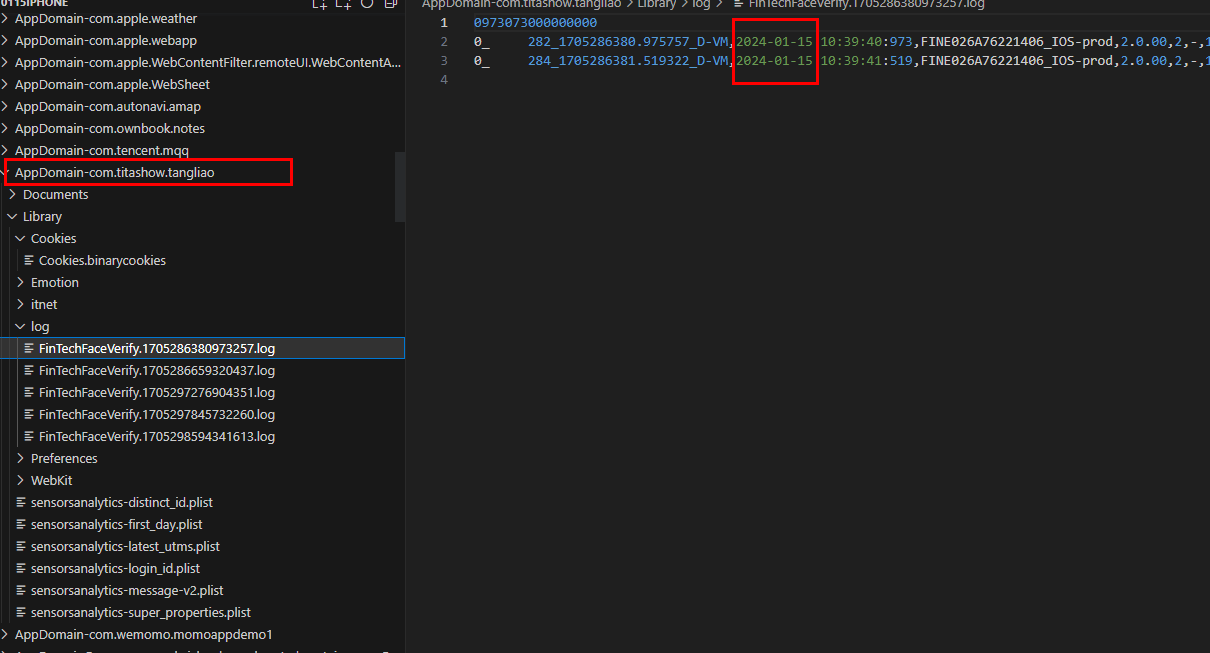 0115IPHONE
AppDomain-com.apple.weather
AppDomain-com.apple.webapp
AppDomain-com.apple.WebContentFilter.remoteUI.WebContentA...
AppDomain-com.apple.WebSheet
AppDomain-com.autonavi.amap
AppDomain-com.ownbook.notes
AppDomain-com.tencent.mqq
AppDomain-com.titashow.tangliao
Documents
Library
Cookies
Cookies.binarycookies
Emotion
itnet
log
FinTechFaceVerify.1705286380973257.log
FinTechFaceVerify.1705286659320437.log
FinTechFaceVerify.1705297276904351.log
FinTechFaceVerify.1705297845732260.log
FinTechFaceVerify.1705298594341613.log
Preferences
WebKit
sensorsanalytics-distinct_id.plist
sensorsanalytics-first_day.plist
sensorsanalytics-latest_utms.plist
sensorsanalytics-login_id.plist
sensorsanalytics-message-v2.plist
sensorsanalytics-super_properties.plist
AppDomain-com.wemomo.momoappdemo1
AppDomain-com.titashow.tangliao > Library > log > FinTechFaceVerify.1705286380973257.log
1 0973073000000000
2 0_ 282_1705286380.975757_D-VM,2024-01-15 10:39:40:973,FINE026A76221406_IOS-prod,2.0.00,2,-,1
3 0_ 284_1705286381.519322_D-VM,2024-01-15 10:39:41:519,FINE026A76221406_IOS-prod,2.0.00,2,-,1
4